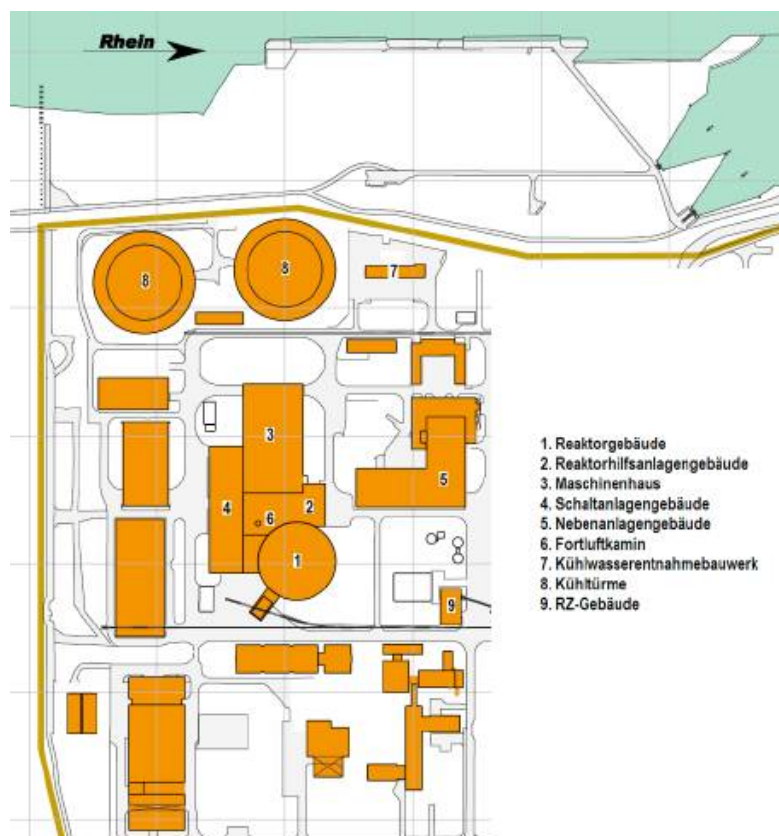 Rhein
8
8
7
3
4
2
6
1
5
9
1. Reaktorgebäude
2. Reaktorhilfsanlagengebäude
3. Maschinenhaus
4. Schaltanlagengebäude
5. Nebenanlagengebäude
6. Fortluftkamin
7. Kühlwasserentnahmebauwerk
8. Kühltürme
9. RZ-Gebäude